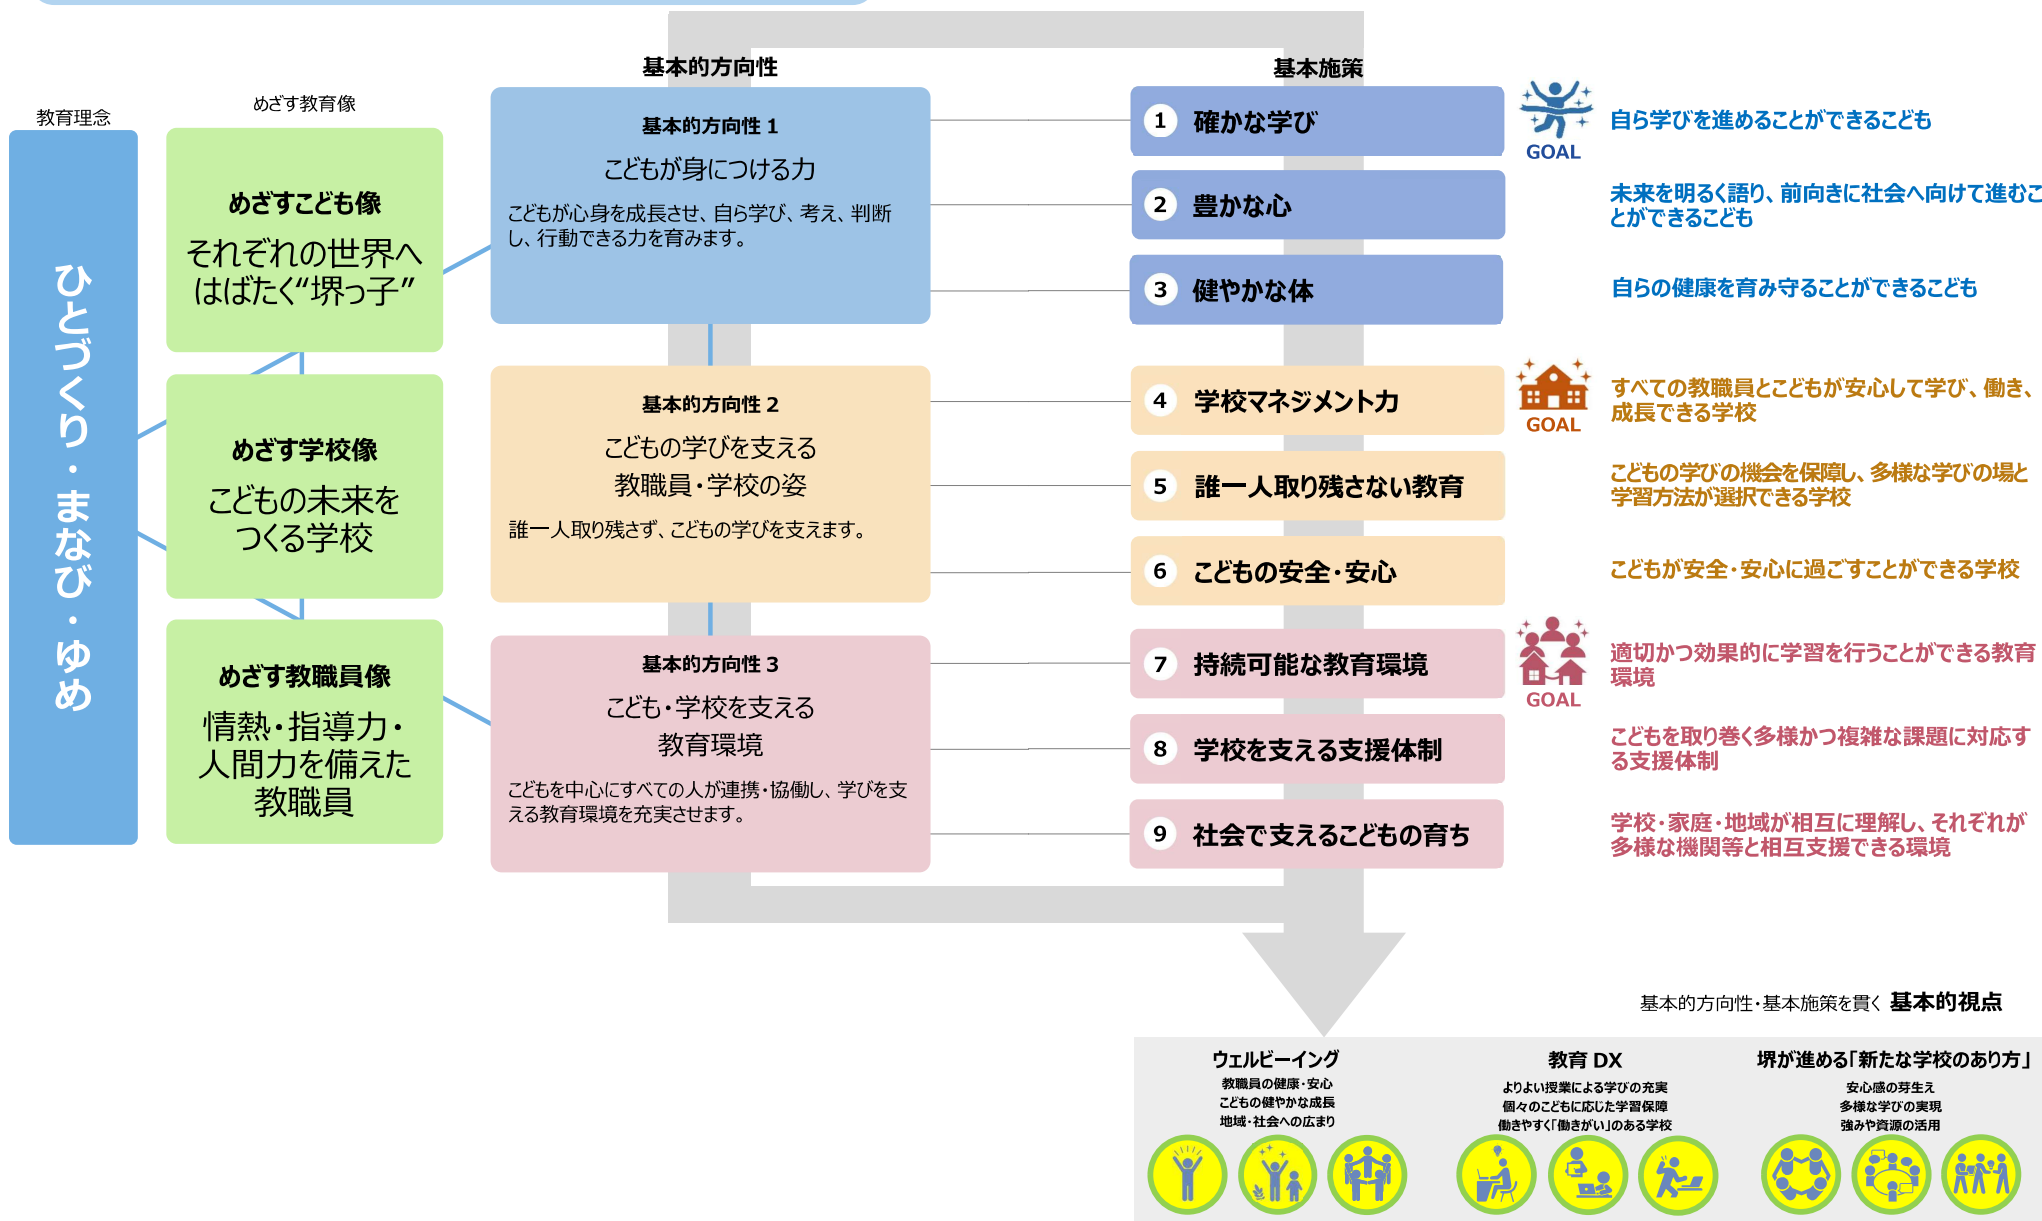 教育理念
ひとづくり・まなび・ゆめ
めざす教育像
めざすこども像
それぞれの世界へ
はばたく“堺っ子”
めざす学校像
こどもの未来を
つくる学校
めざす教職員像
情熱・指導力・
人間力を備えた
教職員
基本的方向性
基本的方向性 1
こどもが身につける力
こどもが心身を成長させ、自ら学び、考え、判断
し、行動できる力を育みます。
基本的方向性 2
こどもの学びを支える
教職員・学校の姿
誰一人取り残さず、こどもの学びを支えます。
基本的方向性 3
こども・学校を支える
教育環境
こどもを中心にすべての人が連携・協働し、学びを支
える教育環境を充実させます。
基本施策
1 確かな学び
GOAL
自ら学びを進めることができるこども
2 豊かな心
未来を明るく語り、前向きに社会へ向けて進むこ
とができるこども
3 健やかな体
自らの健康を育み守ることができるこども
4 学校マネジメント力
GOAL
すべての教職員とこどもが安心して学び、働き、
成長できる学校
5 誰一人取り残さない教育
こどもの学びの機会を保障し、多様な学びの場と
学習方法が選択できる学校
6 こどもの安全・安心
こどもが安全・安心に過ごすことができる学校
7 持続可能な教育環境
GOAL
適切かつ効果的に学習を行うことができる教育
環境
8 学校を支える支援体制
こどもを取り巻く多様かつ複雑な課題に対応す
る支援体制
9 社会で支えるこどもの育ち
学校・家庭・地域が相互に理解し、それぞれが
多様な機関等と相互支援できる環境
基本的方向性・基本施策を貫く 基本的視点
ウェルビーイング
教職員の健康・安心
こどもの健やかな成長
地域・社会への広まり
教育 DX
よりよい授業による学びの充実
個々のこどもに応じた学習保障
働きやすく「働きがい」のある学校
堺が進める「新たな学校のあり方」
安心感の芽生え
多様な学びの実現
強みや資源の活用